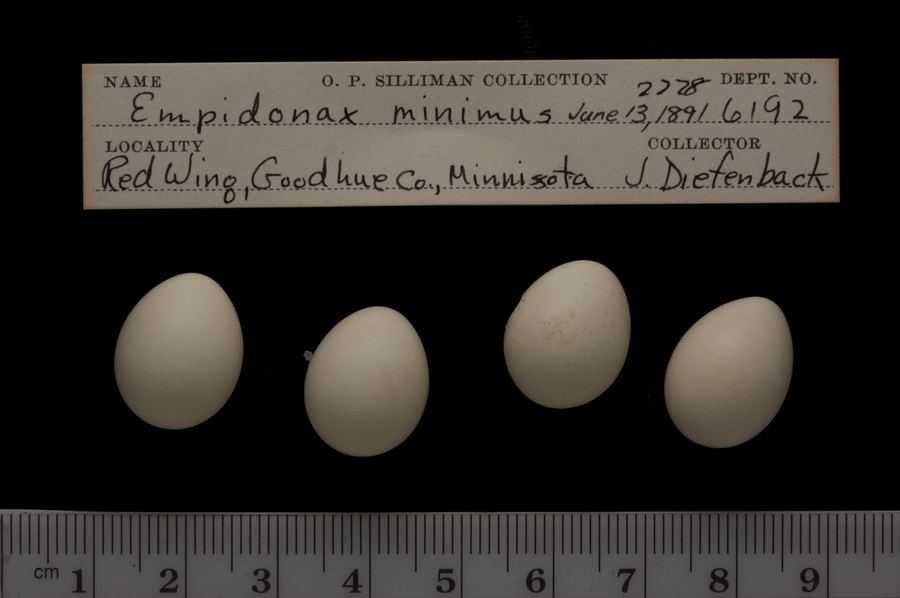 NAME O. P. SILLIMAN COLLECTION 2228 DEPT. NO.
Empidonax minimus June 13, 1891 6192
LOCALITY COLLECTOR
Red Wing, Goodhue Co., Minnisota J. Diefenback
cm 1 2 3 4 5 6 7 8 9